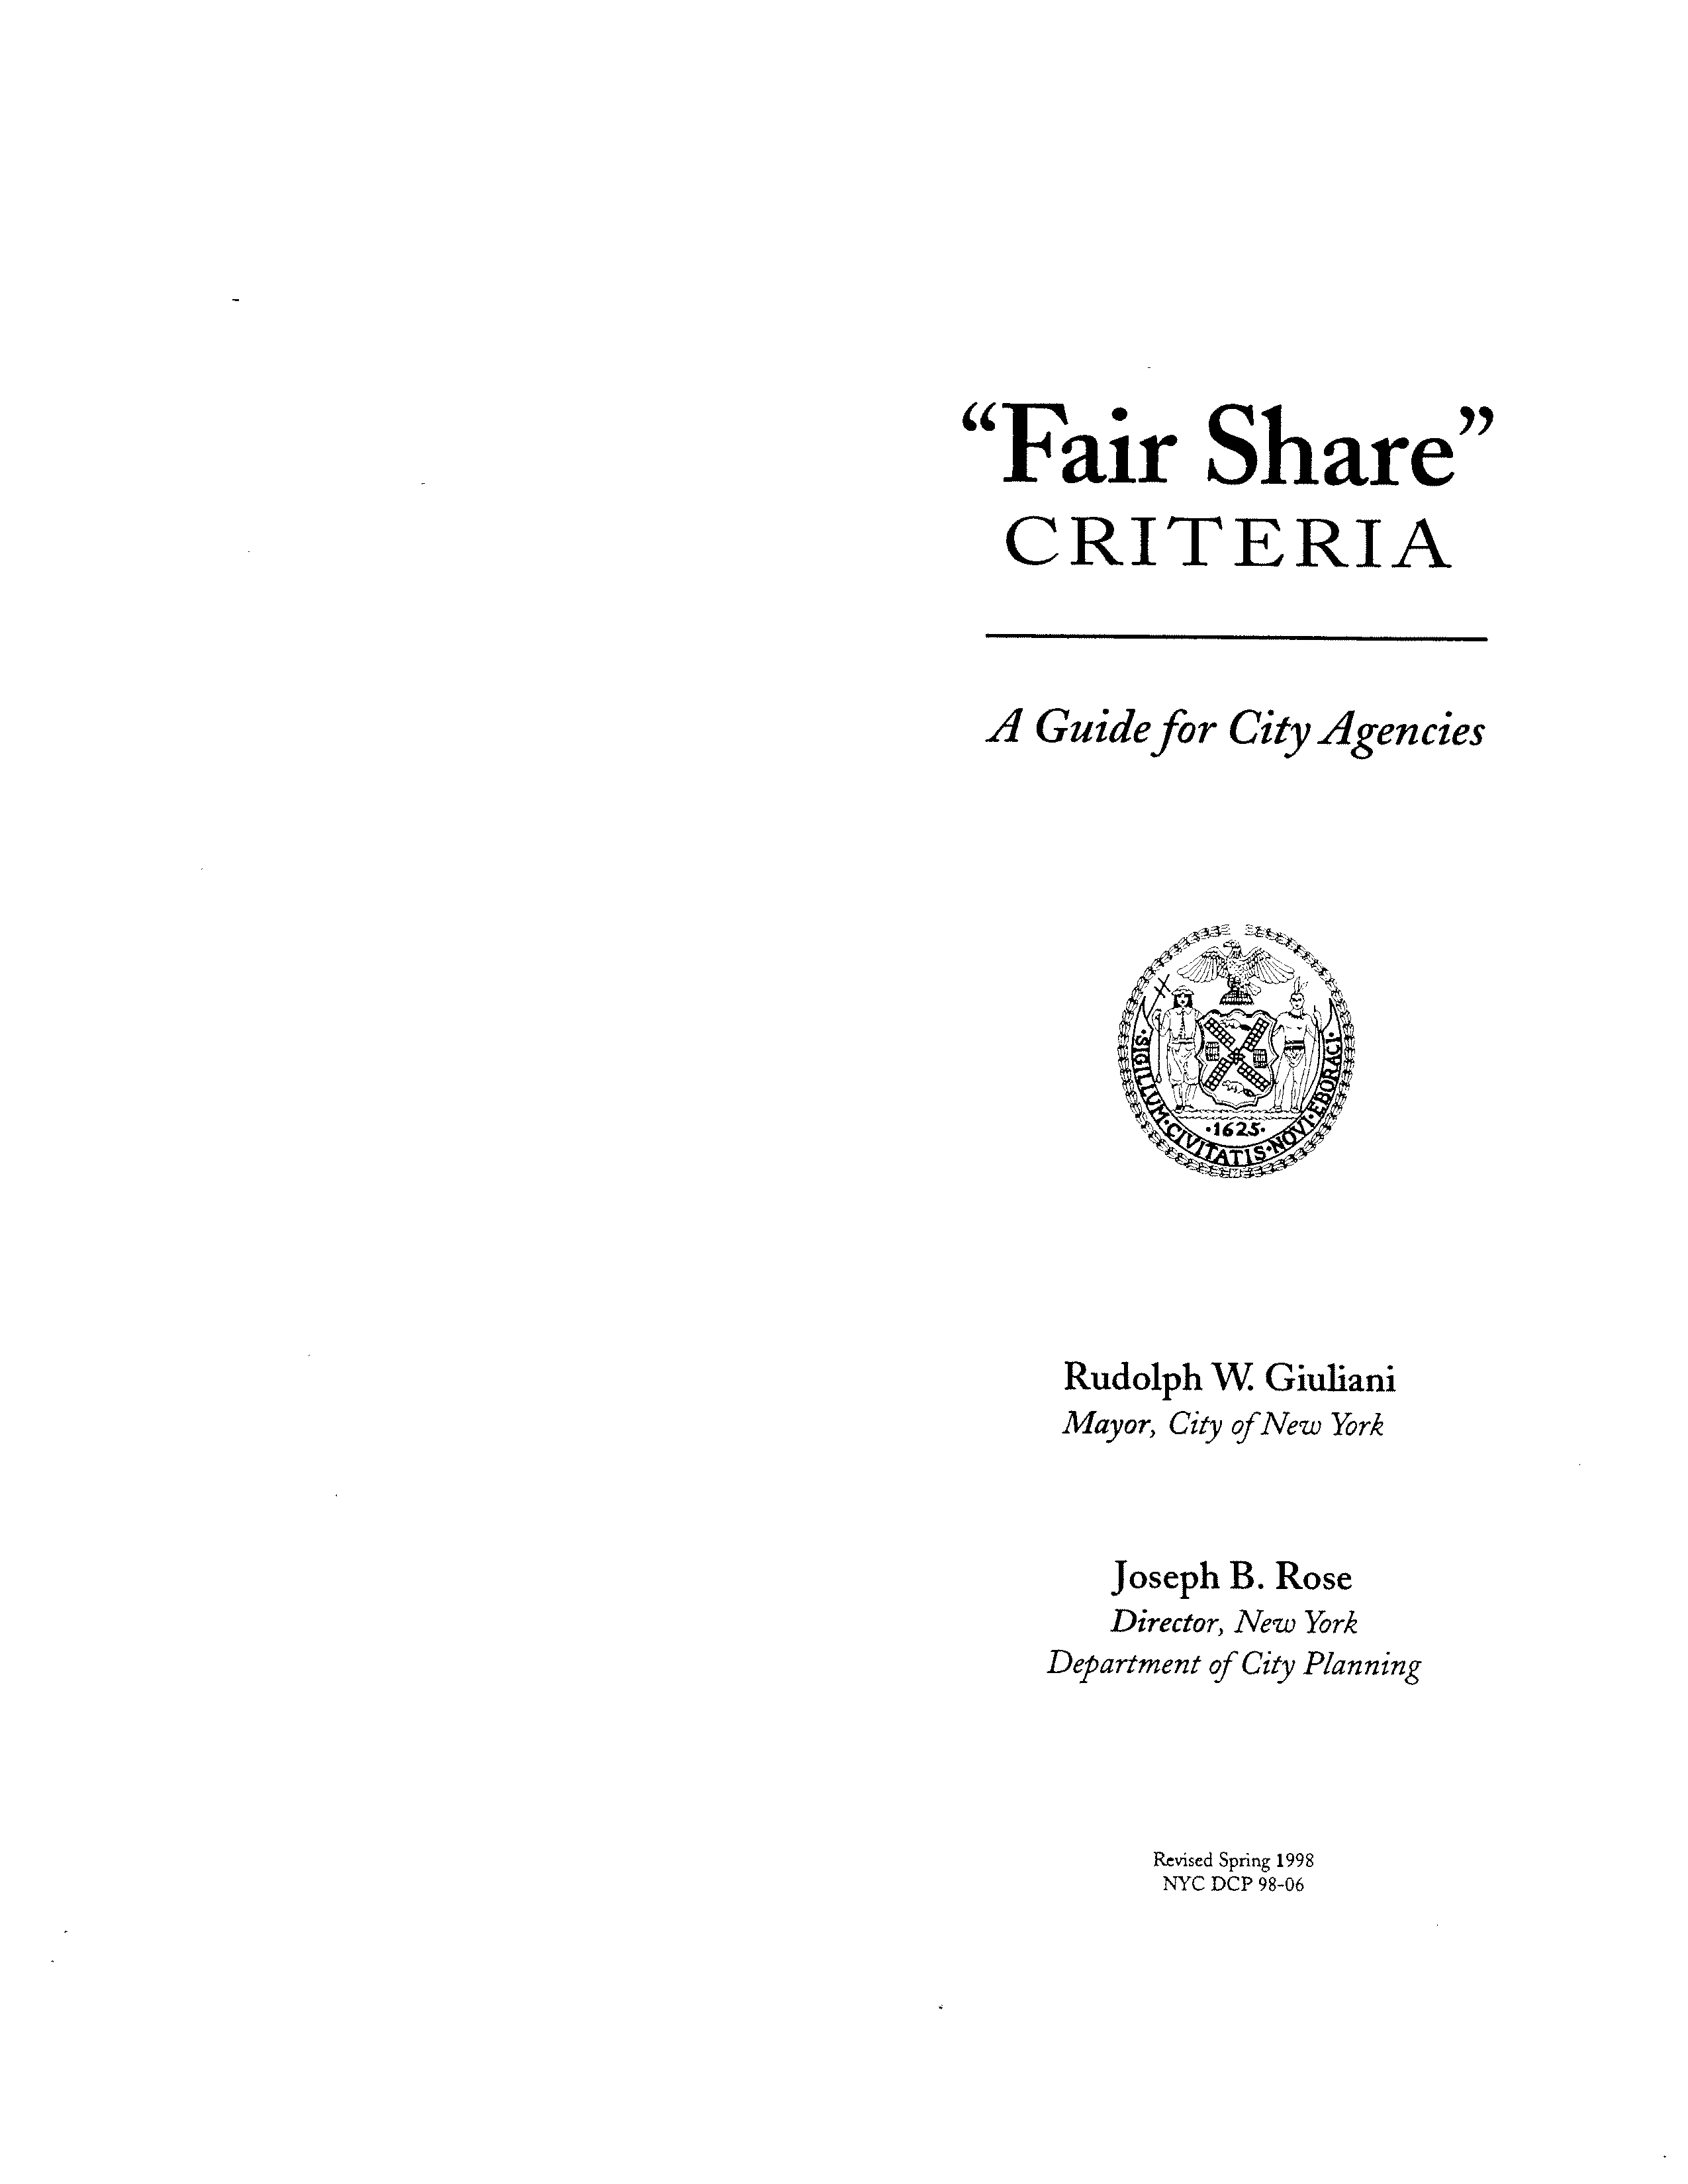 “Fair Share”
CRITERIA
A Guide for City Agencies
·SIGILLUM·CIVITATIS·NOVI·EBORACI·
·1625·
Rudolph W. Giuliani
Mayor, City of New York
Joseph B. Rose
Director, New York
Department of City Planning
Revised Spring 1998
NYC DCP 98-06